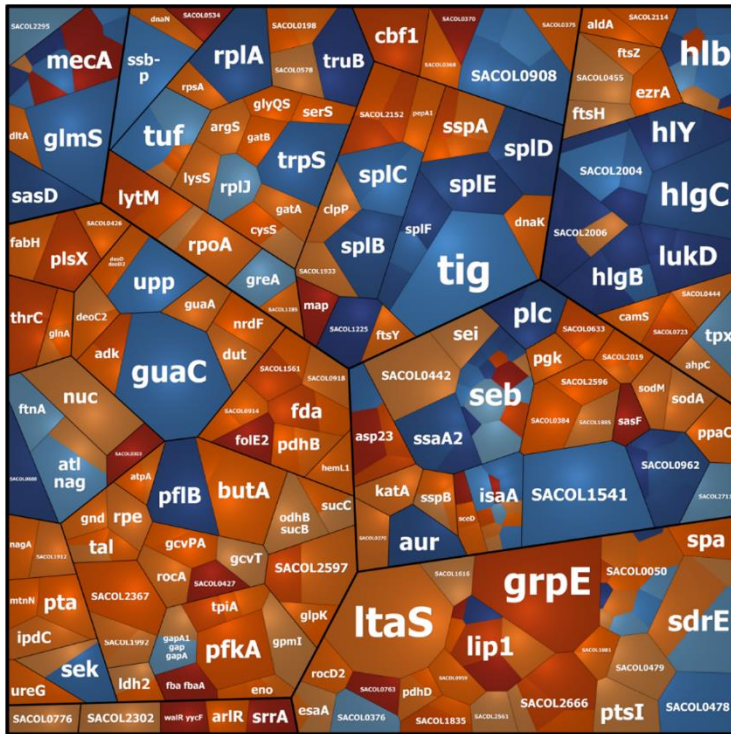 SACOL2295
mecA
dltA
glmS
sasD
dnaN
SACOL0534
ssb-
p
rplA
SACOL0198
SACOL0578
truB
rpsA
tuf
argS
glyQS
serS
gatB
lysS
rplJ
trpS
gatA
cysS
lytM
rpoA
greA
cbf1
SACOL0370
SACOL0368
SACOL0908
SACOL0375
SACOL2152
pepA1
sspA
splD
splC
splE
clpP
splB
splF
dnaK
tig
SACOL1933
map
SACOL1225
ftsY
aldA
SACOL2114
ftsZ
SACOL0455
ezrA
ftsH
hlb
hlY
SACOL2004
hlgC
SACOL2006
lukD
hlgB
camS
SACOL0444
SACOL0723
tpx
ahpC
fabH
plsX
SACOL0426
thrC
glnA
deoC2
upp
guaA
adk
guaC
nrdF
dut
SACOL1561
SACOL0918
SACOL0914
fda
folE2
pdhB
hemL1
nuc
ftnA
atl
nag
atpA
pflB
butA
gnd
rpe
tal
odhB
sucB
sucC
gcvPA
gcvT
rocA
SACOL0427
SACOL2597
nagA
SACOL1912
mtnN
pta
ipdC
sek
ureG
SACOL2367
SACOL1992
ldh2
gapA1
gap
gapA
tpiA
pfkA
glpK
gpmI
fba fbaA
eno
SACOL0776
SACOL2302
walR yycF
arlR
srrA
plc
sei
SACOL0442
seb
asp23
ssaA2
pgk
SACOL0633
SACOL2019
SACOL2596
SACOL0384
sasF
sodM
sodA
ppaC
katA
sspB
sceD
isaA
aur
SACOL1541
SACOL0962
SACOL2711
ltaS
SACOL1816
grpE
lip1
spa
SACOL0050
sdrE
SACOL0479
ptsI
SACOL0478
rocD2
esaA
SACOL0376
pdhD
SACOL1835
SACOL2561
SACOL2666